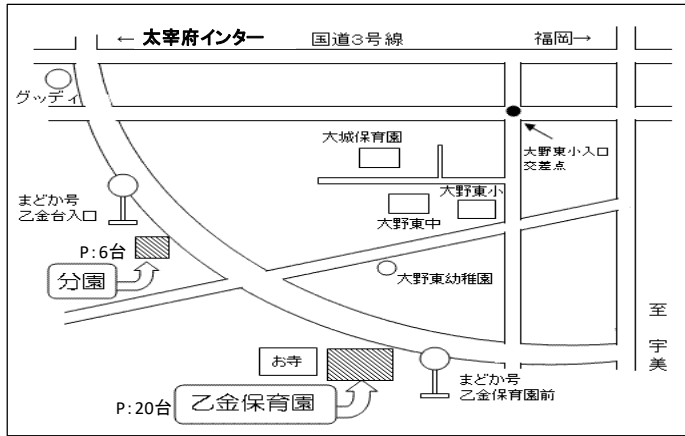 ← 太宰府インター 国道3号線 福岡→
グッディ
大城保育園
大野東小入口
交差点
まどか号
乙金台入口
大野東小
大野東中
P:6台
分園
大野東幼稚園
至 宇美
お寺
まどか号
乙金保育園前
P:20台
乙金保育園